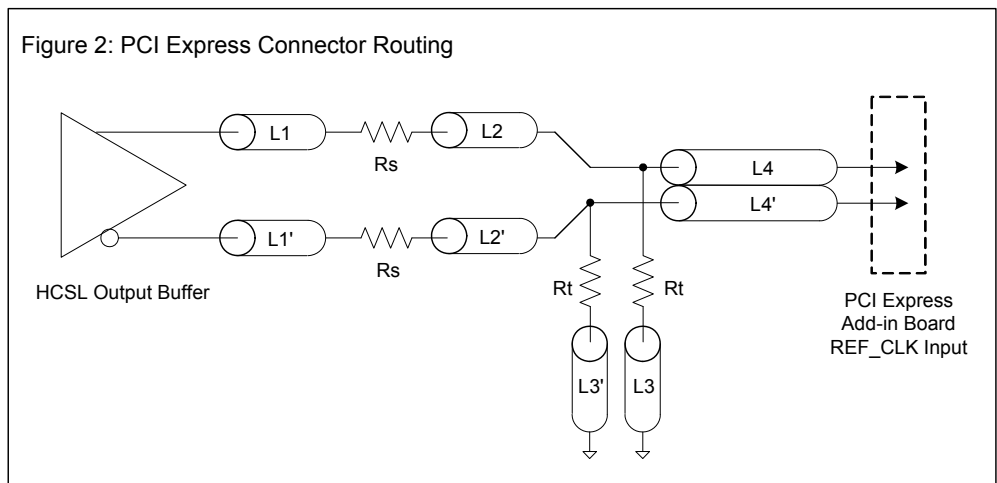 Figure 2: PCI Express Connector Routing
L1
Rs
L2
L4
L4'
L1'
Rs
L2'
HCSL Output Buffer
Rt
Rt
L3'
L3
PCI Express
Add-in Board
REF_CLK Input